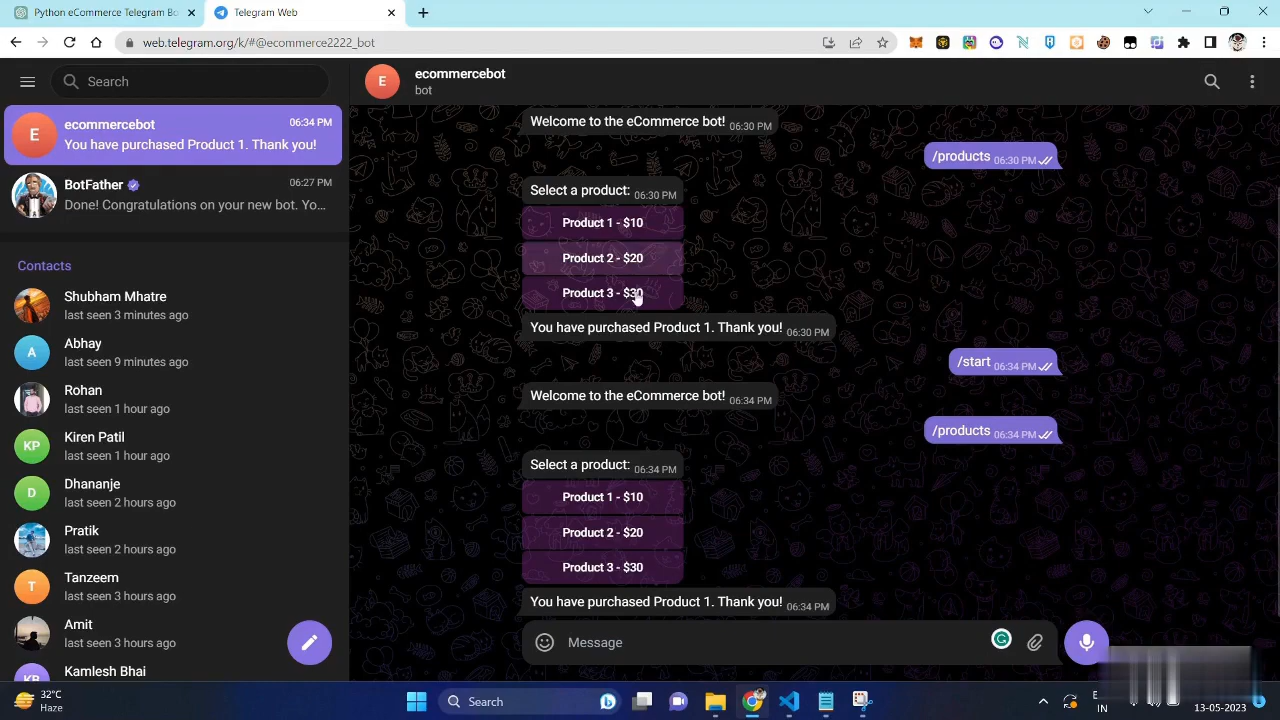 Python eCommerce Telegram Bo
Telegram Web
web.telegram.org/k/#@ecommerce2222_bot
Search
E
ecommercebot
bot
E
ecommercebot
06:34 PM
You have purchased Product 1. Thank you!
BotFather
06:27 PM
Done! Congratulations on your new bot. Yo...
Contacts
Shubham Mhatre
last seen 3 minutes ago
A
Abhay
last seen 9 minutes ago
Rohan
last seen 1 hour ago
KP
Kiren Patil
last seen 1 hour ago
D
Dhananje
last seen 2 hours ago
Pratik
last seen 2 hours ago
T
Tanzeem
last seen 3 hours ago
Amit
last seen 3 hours ago
KB
Kamlesh Bhai
Welcome to the eCommerce bot! 06:30 PM
/products 06:30 PM
Select a product: 06:30 PM
Product 1 - $10
Product 2 - $20
Product 3 - $30
You have purchased Product 1. Thank you! 06:30 PM
/start 06:34 PM
Welcome to the eCommerce bot! 06:34 PM
/products 06:34 PM
Select a product: 06:34 PM
Product 1 - $10
Product 2 - $20
Product 3 - $30
You have purchased Product 1. Thank you! 06:34 PM
Message
32°C
Haze
Search
IN
13-05-2023